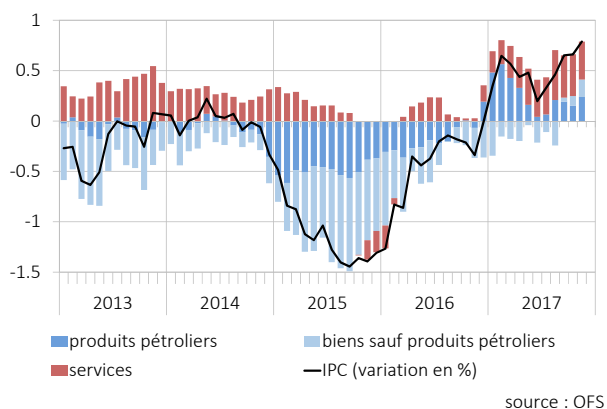 1
0.5
0
-0.5
-1
-1.5
2013 2014 2015 2016 2017
produits pétroliers biens sauf produits pétroliers
services IPC (variation en %)
source : OFS